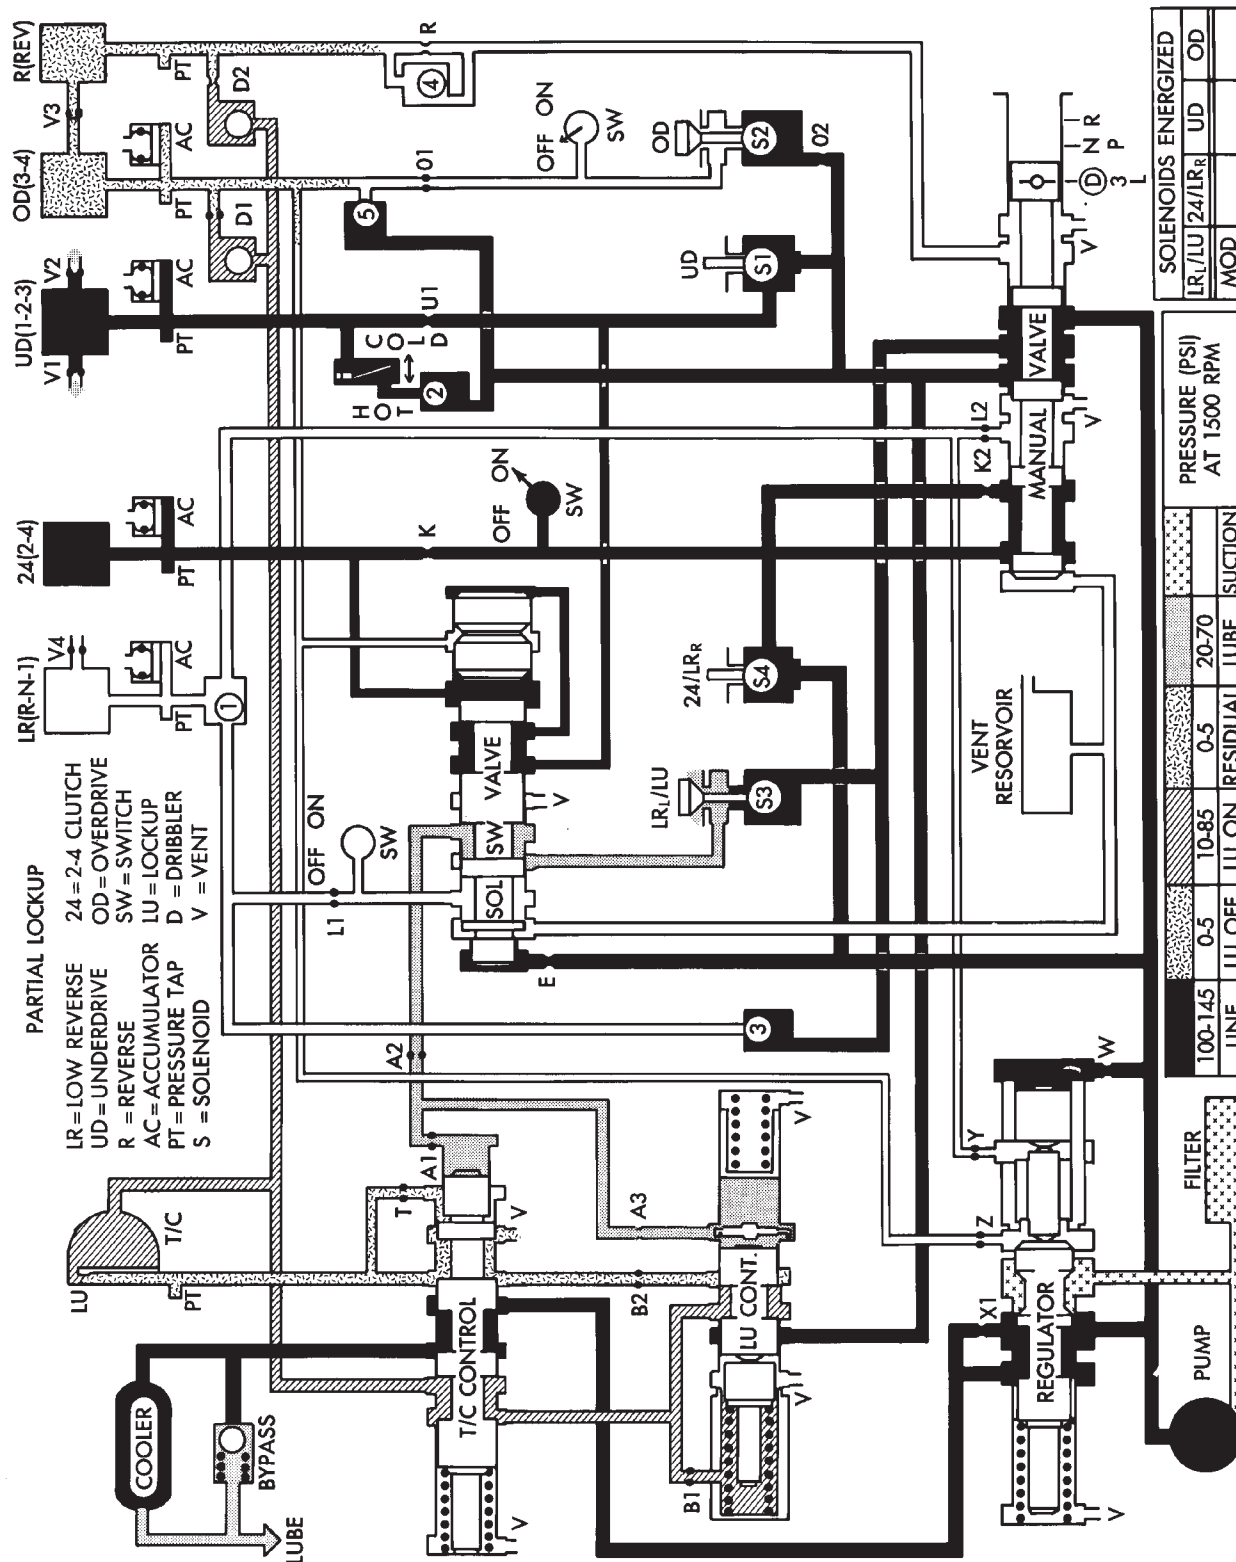 PARTIAL LOCKUP
LR = LOW REVERSE
UD = UNDERDRIVE
R = REVERSE
AC = ACCUMULATOR
PT = PRESSURE TAP
S = SOLENOID
24 = 2-4 CLUTCH
OD = OVERDRIVE
SW = SWITCH
LU = LOCKUP
D = DRIBBLER
V = VENT
LR(R-N-1)
24(2-4)
UD(1-2-3)
OD(3-4)
R(REV)
V4
V1
V2
V3
PT
AC
PT
AC
PT
AC
PT
AC
PT
D1
D2
1
T/C
LU
PT
COOLER
BYPASS
LUBE
OFF ON
SW
L1
K
OFF ON
SW
HOT
COLD
2
U1
5
O1
4
R
OFF ON
SW
A2
A1
T
V
T/C CONTROL
V
E
SOL SW VALVE
V
A3
B2
B1
LU CONT.
V
V
3
LRL/LU
S3
24/LRR
S4
UD
S1
OD
S2
O2
VENT
RESORVOIR
K2
L2
MANUAL VALVE
V
V
D
3
L
N
P
R
Z
Y
X1
W
REGULATOR
V
PUMP
FILTER
100-145
LINE
0-5
LU OFF
10-85
LU ON
0-5
RESIDUAL
20-70
LUBE
SUCTION
PRESSURE (PSI)
AT 1500 RPM
SOLENOIDS ENERGIZED
LRL/LU 24/LRR UD OD
MOD